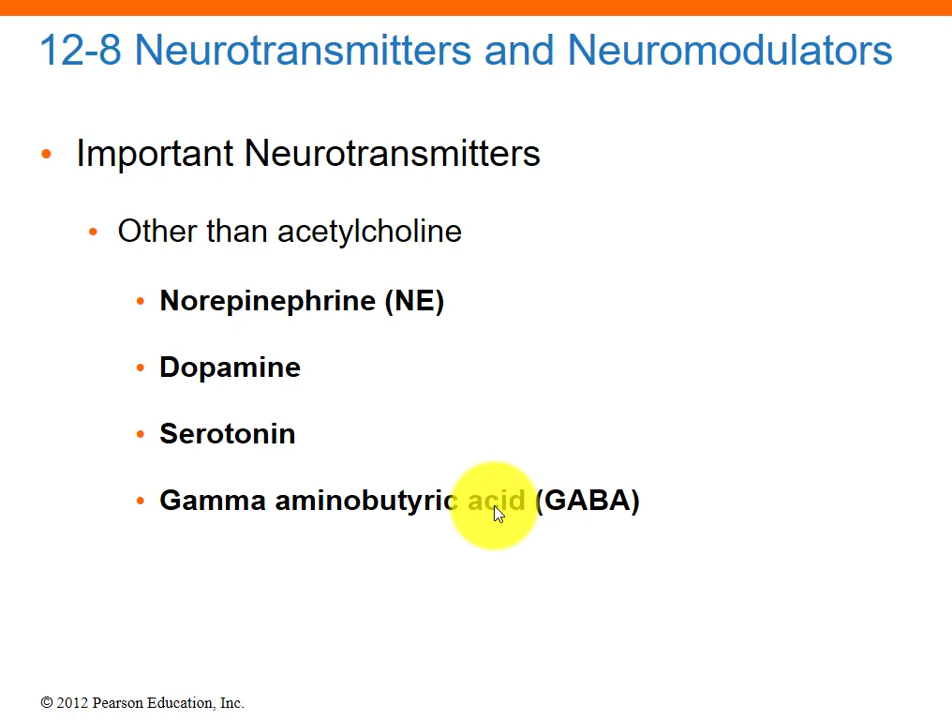 12-8 Neurotransmitters and Neuromodulators
• Important Neurotransmitters
• Other than acetylcholine
• Norepinephrine (NE)
• Dopamine
• Serotonin
• Gamma aminobutyric acid (GABA)
© 2012 Pearson Education, Inc.